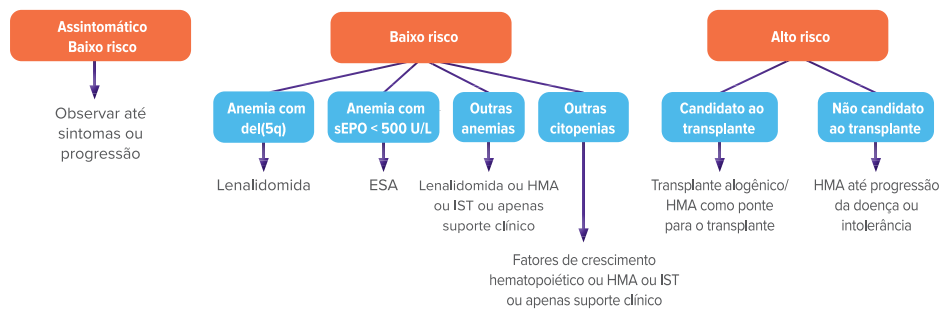 Assintomático
Baixo risco
Observar até
sintomas ou
progressão
Baixo risco
Anemia com
del(5q)
Lenalidomida
Anemia com
sEPO < 500 U/L
ESA
Outras
anemias
Lenalidomida ou HMA
ou IST ou apenas
suporte clínico
Outras
citopenias
Fatores de crescimento
hematopoiético ou HMA ou IST
ou apenas suporte clínico
Alto risco
Candidato ao
transplante
Transplante alogênico/
HMA como ponte
para o transplante
Não candidato
ao transplante
HMA até progressão
da doença ou
intolerância